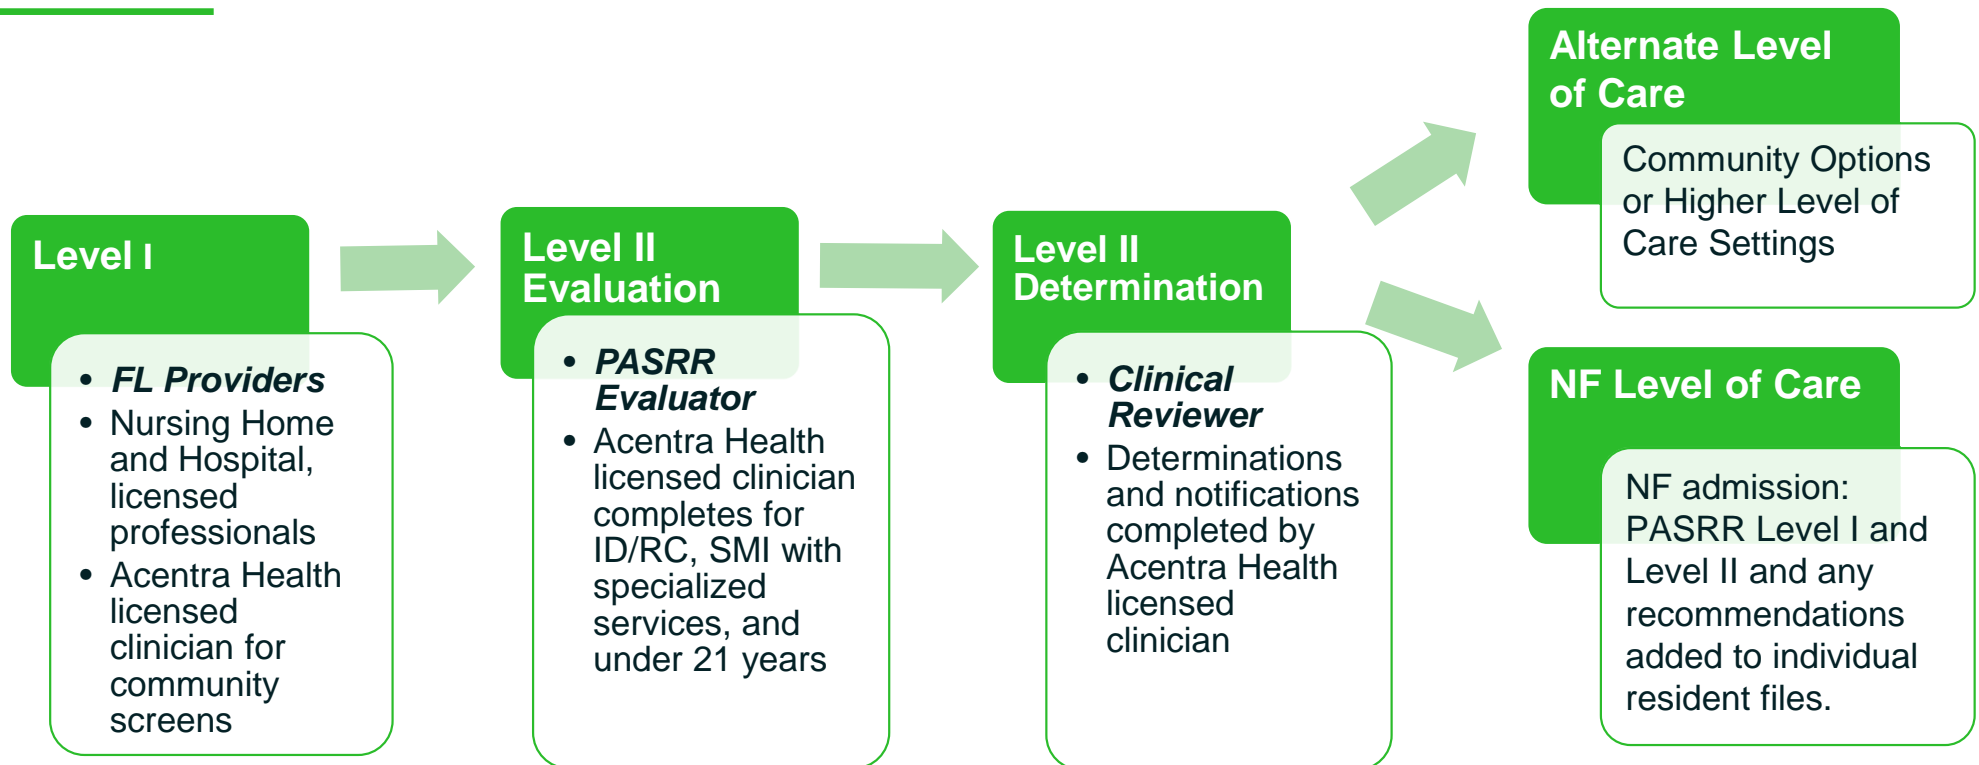 Level I
• FL Providers
• Nursing Home
and Hospital,
licensed
professionals
• Acentra Health
licensed
clinician for
community
screens
Level II
Evaluation
• PASRR
Evaluator
• Acentra Health
licensed clinician
completes for
ID/RC, SMI with
specialized
services, and
under 21 years
Level II
Determination
• Clinical
Reviewer
• Determinations
and notifications
completed by
Acentra Health
licensed
clinician
Alternate Level
of Care
Community Options
or Higher Level of
Care Settings
NF Level of Care
NF admission:
PASRR Level I and
Level II and any
recommendations
added to individual
resident files.